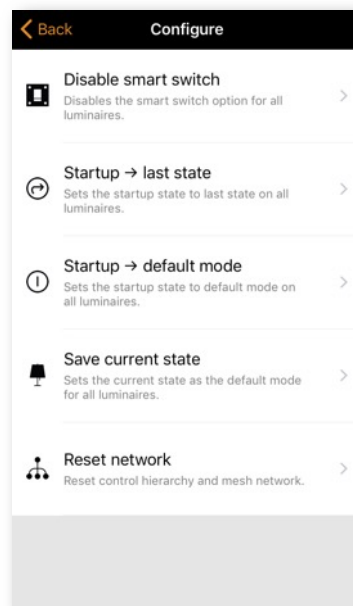 Back
Configure
Disable smart switch
Disables the smart switch option for all
luminaires.
Startup → last state
Sets the startup state to last state on all
luminaires.
Startup → default mode
Sets the startup state to default mode on
all luminaires.
Save current state
Sets the current state as the default mode
for all luminaires.
Reset network
Reset control hierarchy and mesh network.